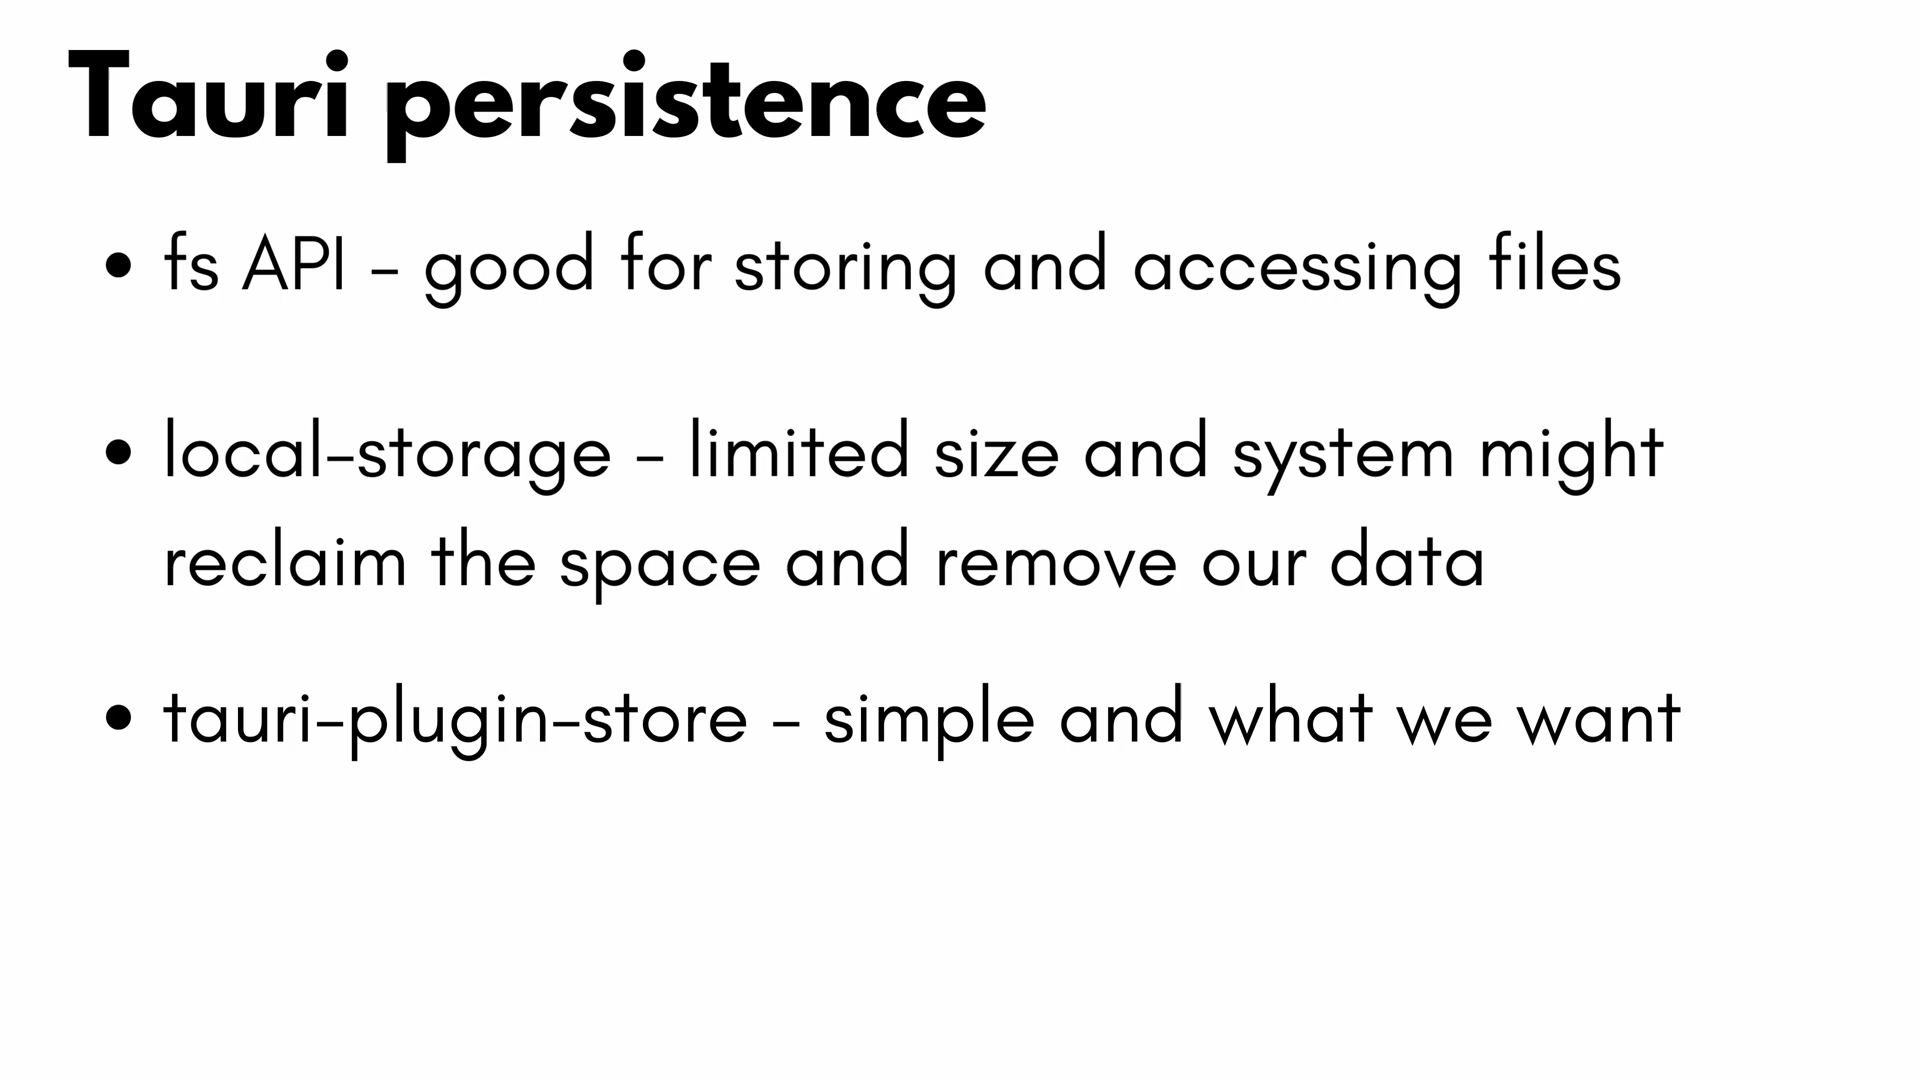 Tauri persistence
• fs API - good for storing and accessing files
• local-storage - limited size and system might
reclaim the space and remove our data
• tauri-plugin-store - simple and what we want